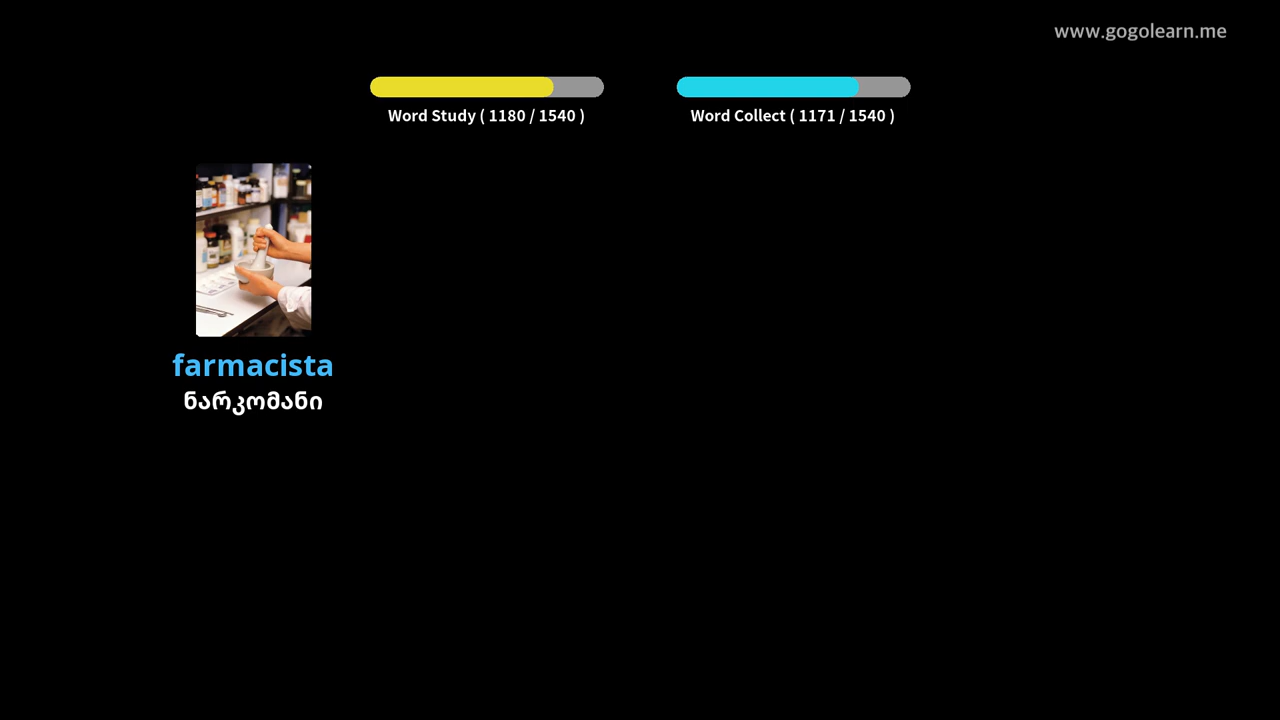 www.gogolearn.me
Word Study ( 1180 / 1540 )
Word Collect ( 1171 / 1540 )
farmacista
ნარკომანი